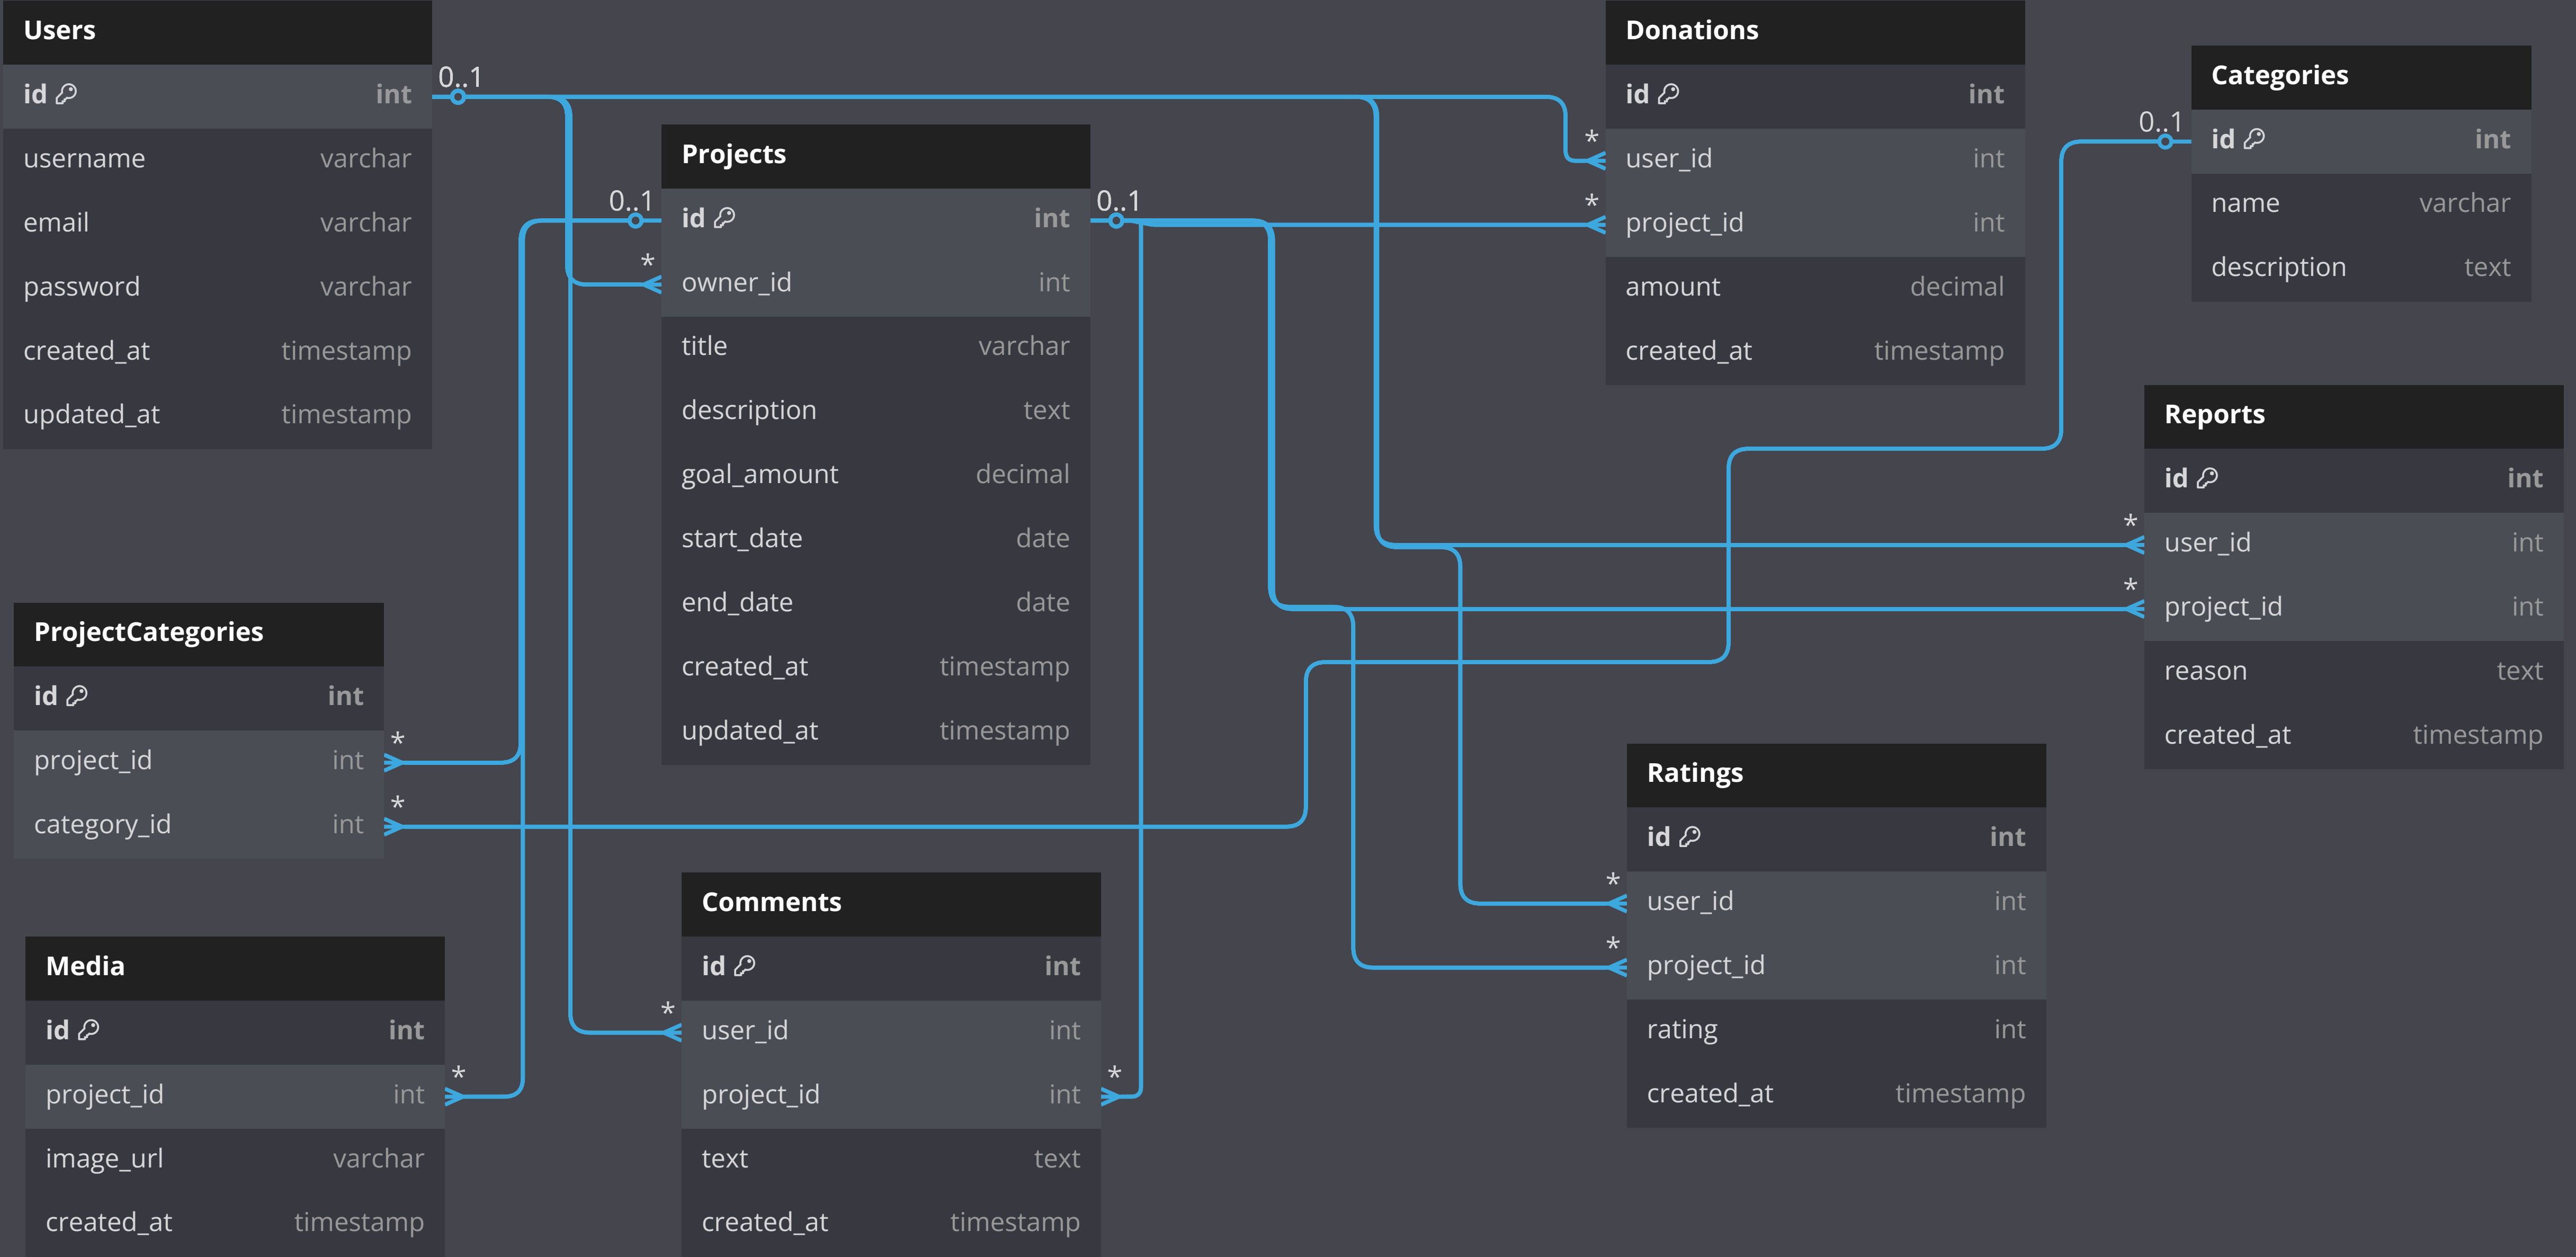 Users
id int
username varchar
email varchar
password varchar
created_at timestamp
updated_at timestamp
0..1
Projects
0..1
0..1
id int
*
owner_id int
title varchar
description text
goal_amount decimal
start_date date
end_date date
created_at timestamp
updated_at timestamp
Donations
id int
*
user_id int
*
project_id int
amount decimal
created_at timestamp
Categories
0..1
id int
name varchar
description text
Reports
id int
*
user_id int
*
project_id int
reason text
created_at timestamp
ProjectCategories
id int
*
project_id int
*
category_id int
Ratings
id int
*
user_id int
*
project_id int
rating int
created_at timestamp
Comments
id int
*
user_id int
*
project_id int
text text
created_at timestamp
Media
id int
*
project_id int
image_url varchar
created_at timestamp